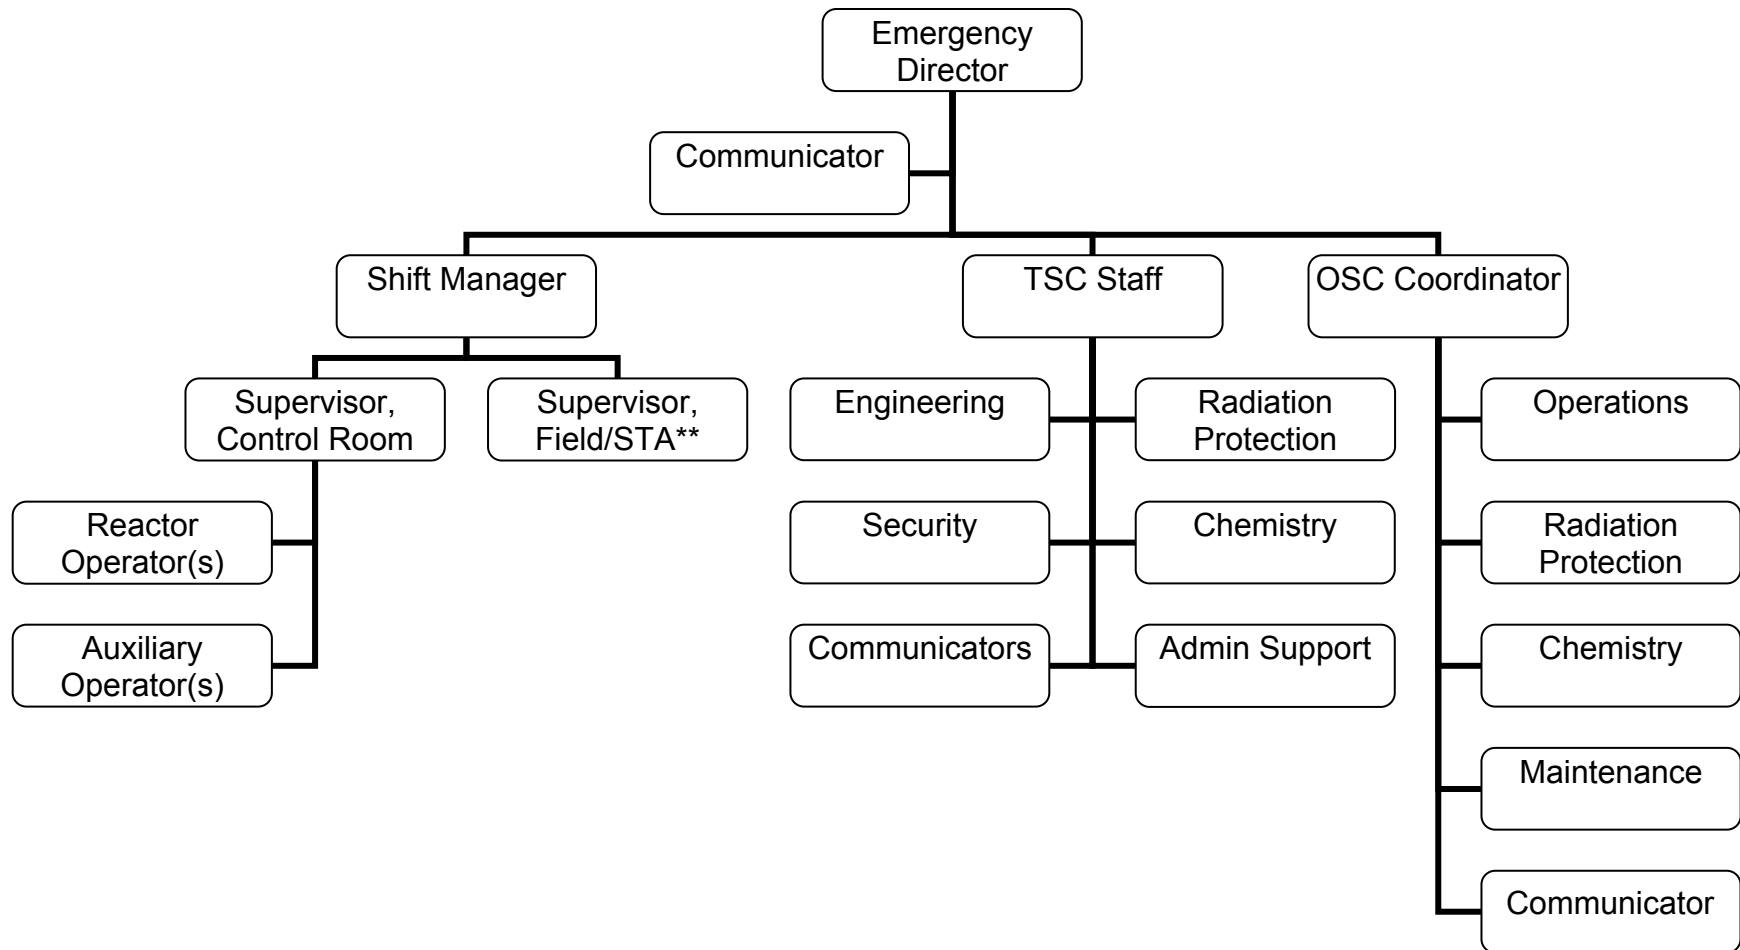 Emergency
Director
Communicator
Shift Manager
TSC Staff
OSC Coordinator
Supervisor,
Control Room
Supervisor,
Field/STA**
Engineering
Radiation
Protection
Operations
Reactor
Operator(s)
Security
Chemistry
Radiation
Protection
Auxiliary
Operator(s)
Communicators
Admin Support
Chemistry
Maintenance
Communicator